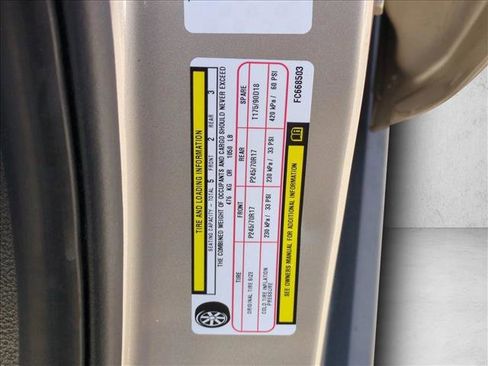 TIRE AND LOADING INFORMATION
SEATING CAPACITY - TOTAL 5 FRONT 2 REAR 3
THE COMBINED WEIGHT OF OCCUPANTS AND CARGO SHOULD NEVER EXCEED
476 KG OR 1050 LB
TIRE FRONT REAR SPARE
ORIGINAL TIRE SIZE P245/70R17 P245/70R17 T175/90D18
COLD TIRE INFLATION PRESSURE 230 kPa / 33 PSI 230 kPa / 33 PSI 420 kPa / 60 PSI
SEE OWNERS MANUAL FOR ADDITIONAL INFORMATION
FC668503